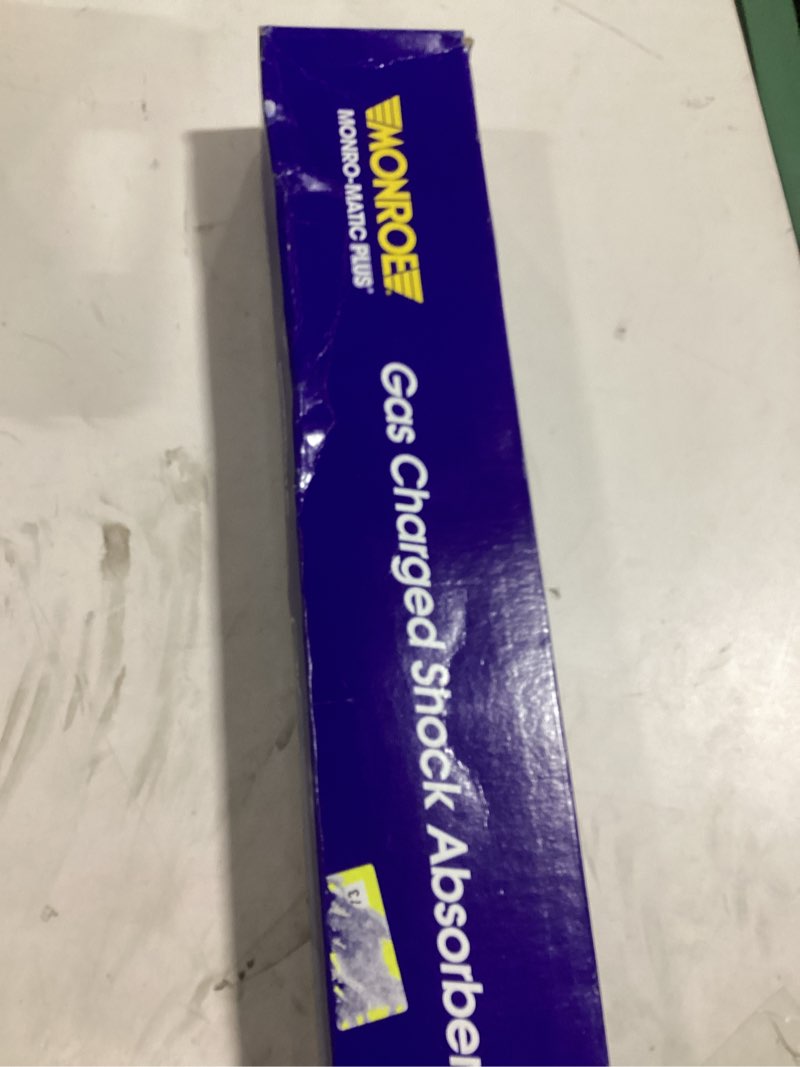 MONROE
MONRO-MATIC PLUS®
Gas Charged Shock Absorber